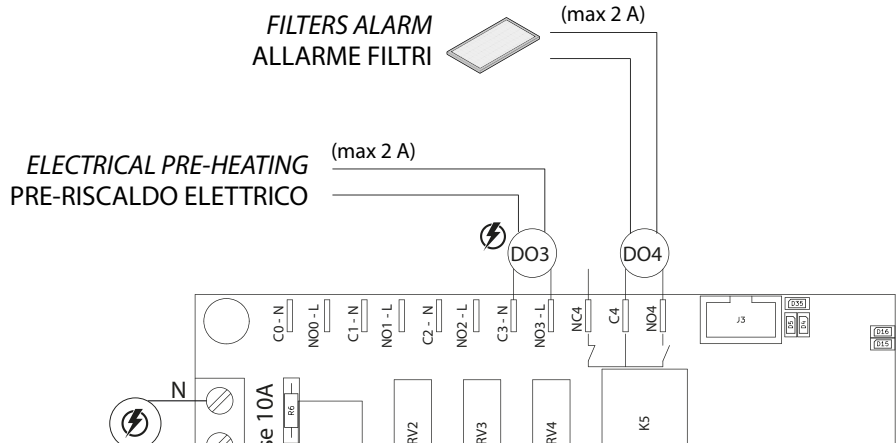 FILTERS ALARM
ALLARME FILTRI
(max 2 A)
ELECTRICAL PRE-HEATING
PRE-RISCALDO ELETTRICO
(max 2 A)
DO3
DO4
C0 - N
NO0 - L
C1 - N
NO1 - L
C2 - N
NO2 - L
C3 - N
NO3 - L
NC4
C4
NO4
J3
D35
D5
D4
D16
D15
N
se 10A
R6
RV2
RV3
RV4
K5